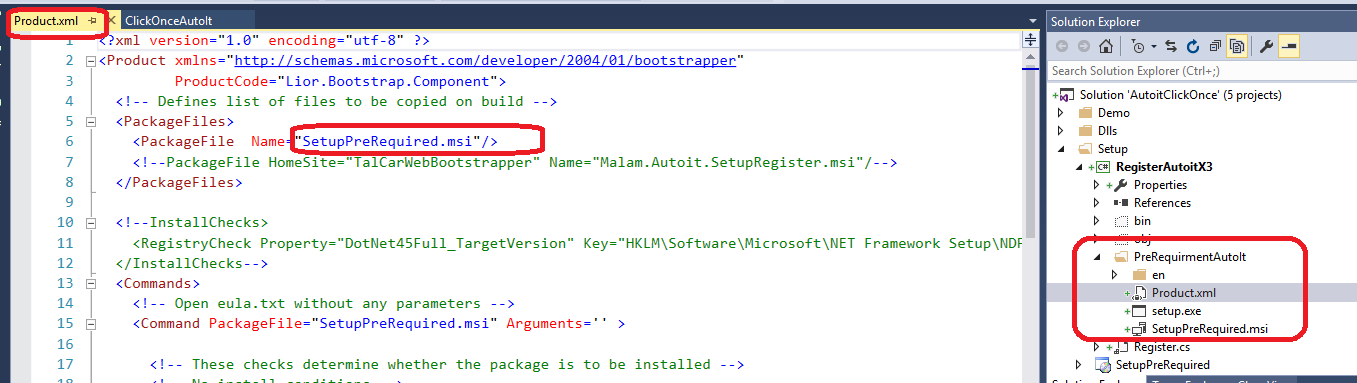 Product.xml
ClickOnceAutoIt
1 <?xml version="1.0" encoding="utf-8" ?>
2 <Product xmlns="http://schemas.microsoft.com/developer/2004/01/bootstrapper"
3 ProductCode="Lior.Bootstrap.Component">
4 <!-- Defines list of files to be copied on build -->
5 <PackageFiles>
6 <PackageFile Name="SetupPreRequired.msi"/>
7 <!--PackageFile HomeSite="TalCarWebBootstrapper" Name="Malam.Autoit.SetupRegister.msi"/-->
8 </PackageFiles>
9
10 <!--InstallChecks>
11 <RegistryCheck Property="DotNet45Full_TargetVersion" Key="HKLM\Software\Microsoft\NET Framework Setup\NDP
12 </InstallChecks-->
13 <Commands>
14 <!-- Open eula.txt without any parameters -->
15 <Command PackageFile="SetupPreRequired.msi" Arguments='' >
16
17 <!-- These checks determine whether the package is to be installed -->
Solution Explorer
Search Solution Explorer (Ctrl+;)
Solution 'AutoitClickOnce' (5 projects)
Demo
Dlls
Setup
C# RegisterAutoitX3
Properties
References
bin
obj
PreRequirmentAutoIt
en
Product.xml
setup.exe
SetupPreRequired.msi
Register.cs
SetupPreRequired